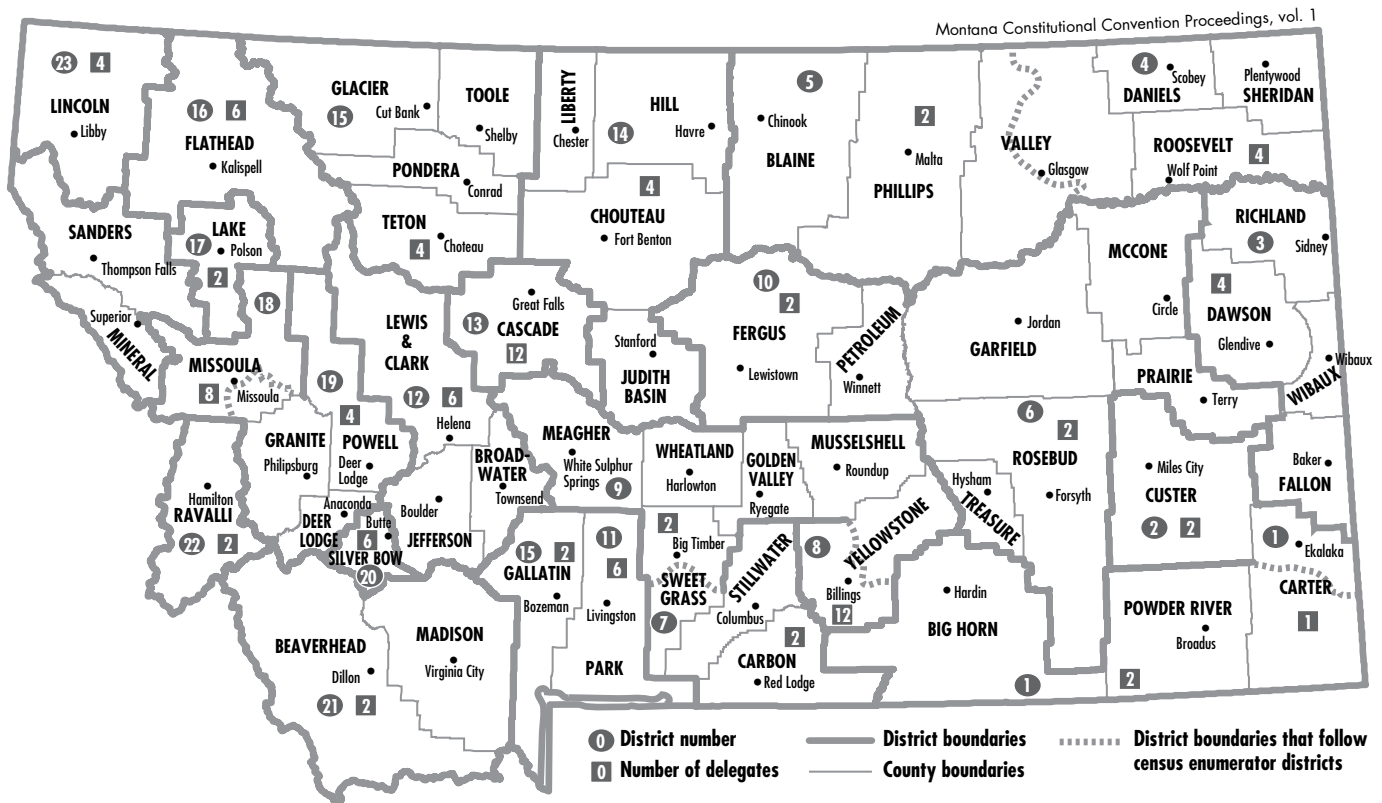 Montana Constitutional Convention Proceedings, vol. 1
23 4
LINCOLN
Libby
16 6
FLATHEAD
Kalispell
GLACIER
Cut Bank
15
TOOLE
Shelby
PONDERA
Conrad
TETON
4
Choteau
LIBERTY
Chester
HILL
14
Havre
4
CHOUTEAU
Fort Benton
5
Chinook
BLAINE
2
Malta
PHILLIPS
VALLEY
Glasgow
4
Scobey
DANIELS
Plentywood
SHERIDAN
ROOSEVELT
4
Wolf Point
SANDERS
Thompson Falls
LAKE
17
Polson
2
Superior
MINERAL
18
MISSOULA
8
Missoula
19
4
POWELL
Deer
Lodge
GRANITE
Philipsburg
LEWIS
&
CLARK
12 6
Helena
13
Great Falls
CASCADE
12
Stanford
JUDITH
BASIN
10
2
FERGUS
Lewistown
PETROLEUM
Winnett
Jordan
GARFIELD
MCCONE
Circle
RICHLAND
3
Sidney
4
DAWSON
Glendive
Wibaux
WIBAUX
PRAIRIE
Terry
6
2
ROSEBUD
Forsyth
Hysham
TREASURE
Miles City
CUSTER
2 2
Baker
FALLON
1
Ekalaka
CARTER
1
MEAGHER
White Sulphur
Springs
9
WHEATLAND
Harlowton
GOLDEN
VALLEY
Ryegate
MUSSELSHELL
Roundup
BROAD-
WATER
Townsend
Boulder
JEFFERSON
Anaconda
DEER
LODGE
Butte
6
SILVER BOW
20
Hamilton
RAVALLI
22 2
15 2
GALLATIN
Bozeman
11
6
Livingston
PARK
2
Big Timber
SWEET
GRASS
7
STILLWATER
Columbus
8
YELLOWSTONE
Billings
12
2
CARBON
Red Lodge
Hardin
BIG HORN
1
POWDER RIVER
Broadus
2
BEAVERHEAD
Dillon
21 2
MADISON
Virginia City
0 District number
0 Number of delegates
District boundaries
County boundaries
District boundaries that follow
census enumerator districts